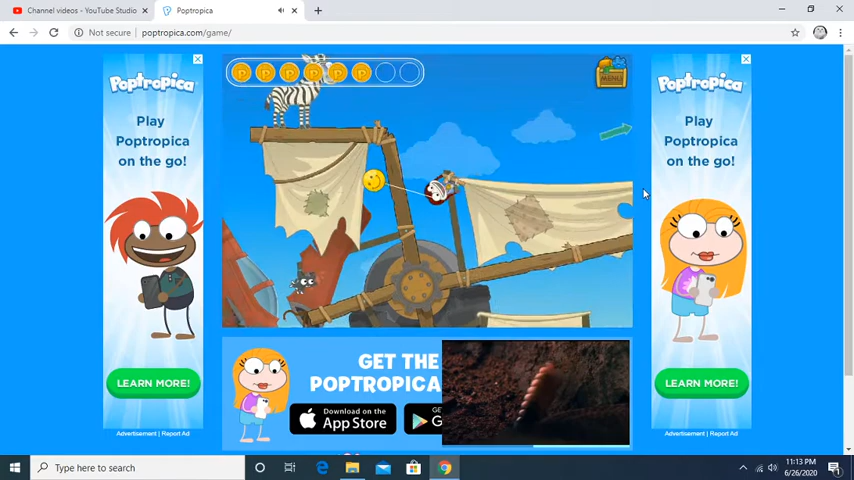 Channel videos - YouTube Studio
Poptropica
Not secure | poptropica.com/game/
MENU
Poptropica
Play
Poptropica
on the go!
LEARN MORE!
Advertisement | Report Ad
P P P P P P
Poptropica
Play
Poptropica
on the go!
LEARN MORE!
Advertisement | Report Ad
GET THE
POPTROPICA
Download on the
App Store
GET
G
Type here to search
11:13 PM
6/26/2020